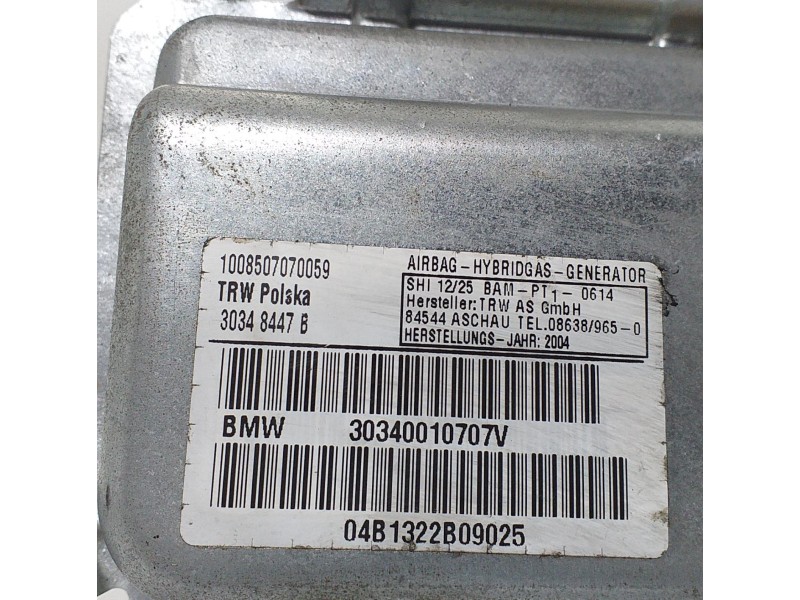 1008507070059
TRW Polska
3034 8447 B
AIRBAG-HYBRIDGAS-GENERATOR
SHI 12/25 BAM-PT1-0614
Hersteller: TRW AS GmbH
84544 ASCHAU TEL.08638/965-0
HERSTELLUNGS-JAHR: 2004
BMW 30340010707V
04B1322B09025